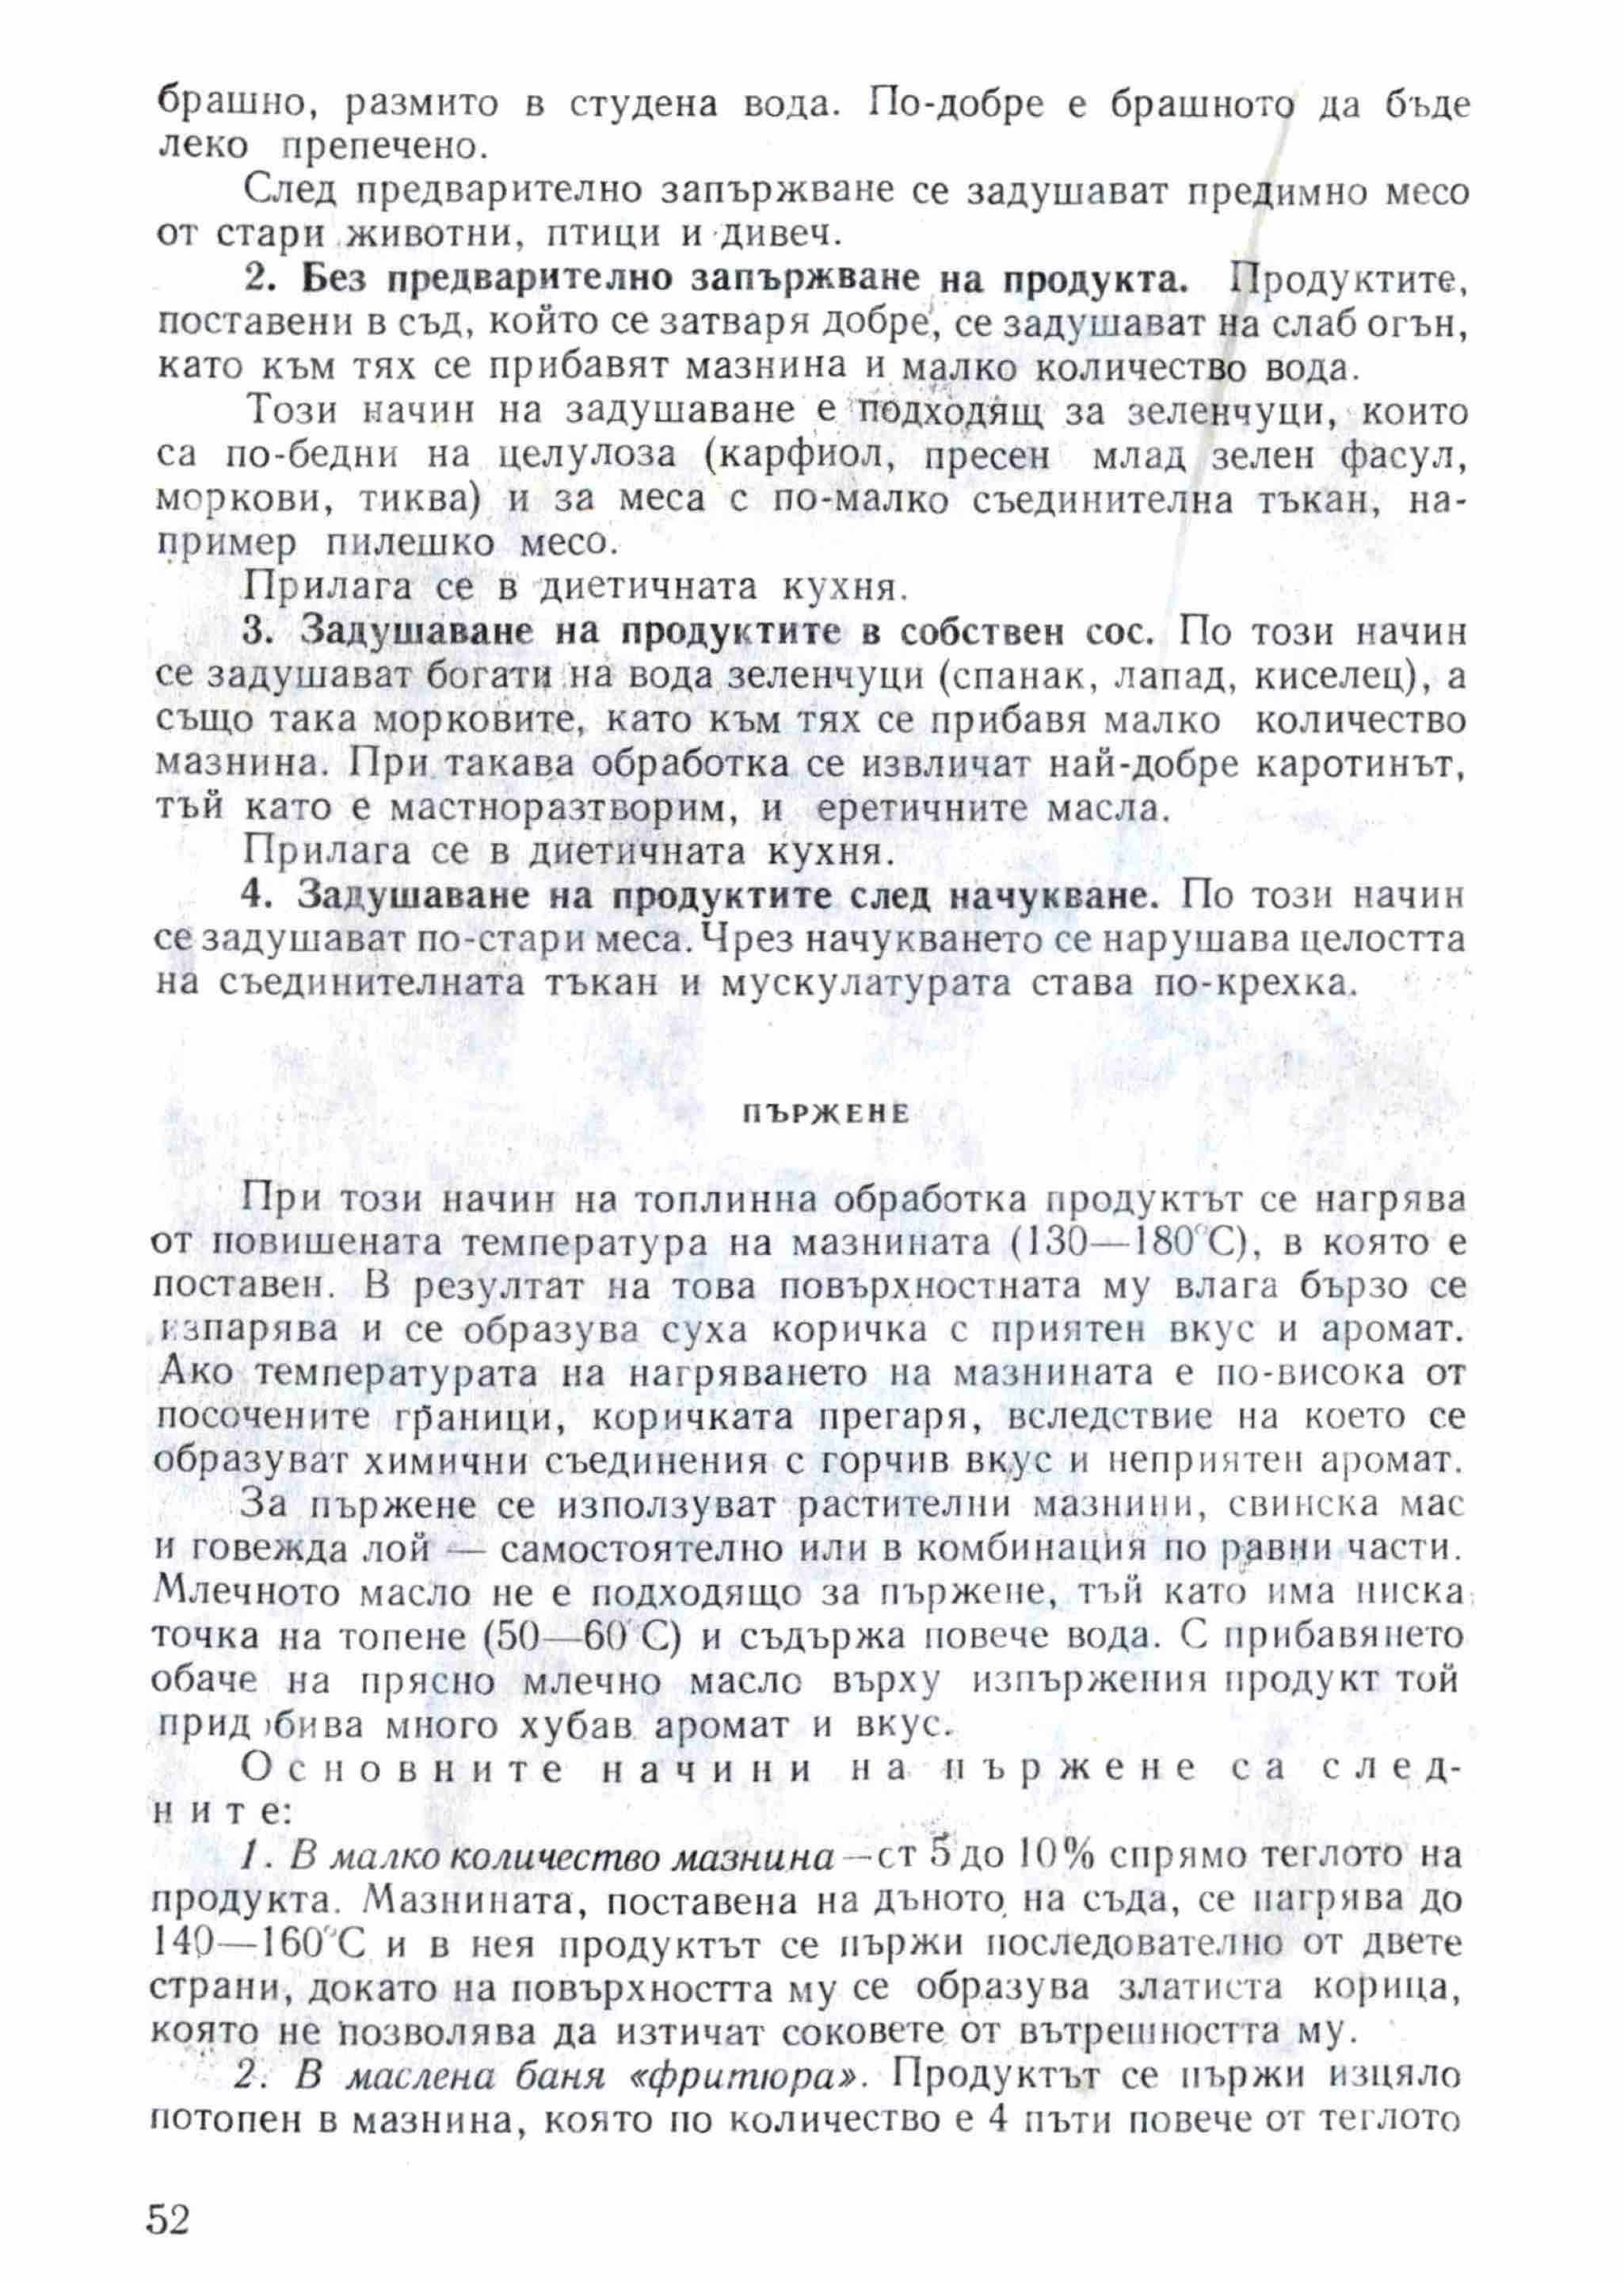 брашно, размито в студена вода. По-добре е брашното да бъде
леко препечено.
След предварително запържване се задушават предимно месо
от стари животни, птици и дивеч.
2. Без предварително запържване на продукта. Продуктите,
поставени в съд, който се затваря добре, се задушават на слаб огън,
като към тях се прибавят мазнина и малко количество вода.
Този начин на задушаване е подходящ за зеленчуци, които
са по-бедни на целулоза (карфиол, пресен млад зелен фасул,
моркови, тиква) и за меса с по-малко съединителна тъкан, на-
пример пилешко месо.
Прилага се в диетичната кухня.
3. Задушаване на продуктите в собствен сос. По този начин
се задушават богати на вода зеленчуци (спанак, лапад, киселец), а
също така морковите, като към тях се прибавя малко количество
мазнина. При такава обработка се извличат най-добре каротинът,
тъй като е мастноразтворим, и еретичните масла.
Прилага се в диетичната кухня.
4. Задушаване на продуктите след начукване. По този начин
се задушават по-стари меса. Чрез начукването се нарушава целостта
на съединителната тъкан и мускулатурата става по-крехка.
ПЪРЖЕНЕ
При този начин на топлинна обработка продуктът се нагрява
от повишената температура на мазнината (130—180°С), в която е
поставен. В резултат на това повърхностната му влага бързо се
изпарява и се образува суха коричка с приятен вкус и аромат.
Ако температурата на нагряването на мазнината е по-висока от
посочените граници, коричката прегаря, вследствие на което се
образуват химични съединения с горчив вкус и неприятен аромат.
За пържене се използуват растителни мазнини, свинска мас
и говежда лой — самостоятелно или в комбинация по равни части.
Млечното масло не е подходящо за пържене, тъй като има ниска
точка на топене (50—60°С) и съдържа повече вода. С прибавянето
обаче на прясно млечно масло върху изпържения продукт той
придобива много хубав аромат и вкус.
Основните начини на пържене са след-
ните:
1. В малко количество мазнина — от 5 до 10% спрямо теглото на
продукта. Мазнината, поставена на дъното на съда, се нагрява до
140—160°С и в нея продуктът се пържи последователно от двете
страни, докато на повърхността му се образува златиста корица,
която не позволява да изтичат соковете от вътрешността му.
2. В маслена баня «фритюра». Продуктът се пържи изцяло
потопен в мазнина, която по количество е 4 пъти повече от теглото
52